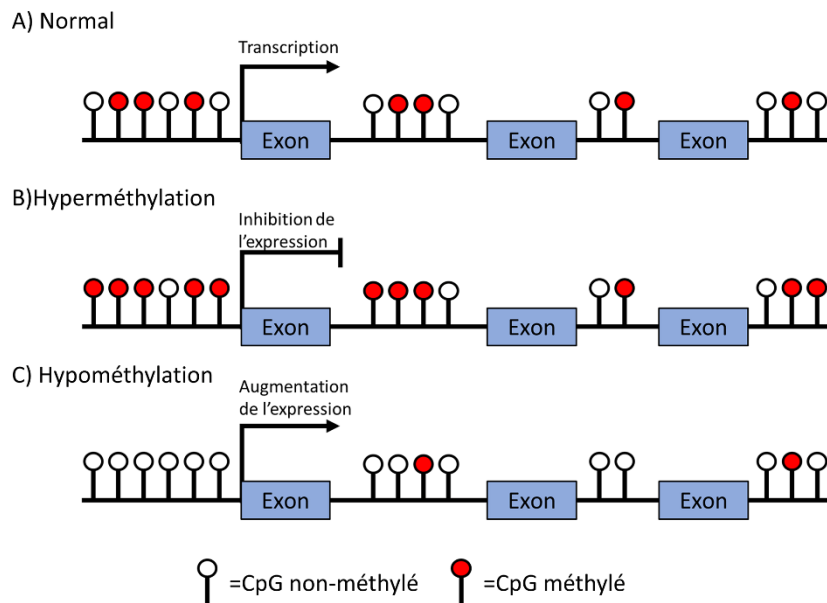 A) Normal
Transcription
Exon
Exon
Exon
B)Hyperméthylation
Inhibition de
l'expression
Exon
Exon
Exon
C) Hypométhylation
Augmentation
de l'expression
Exon
Exon
Exon
=CpG non-méthylé
=CpG méthylé